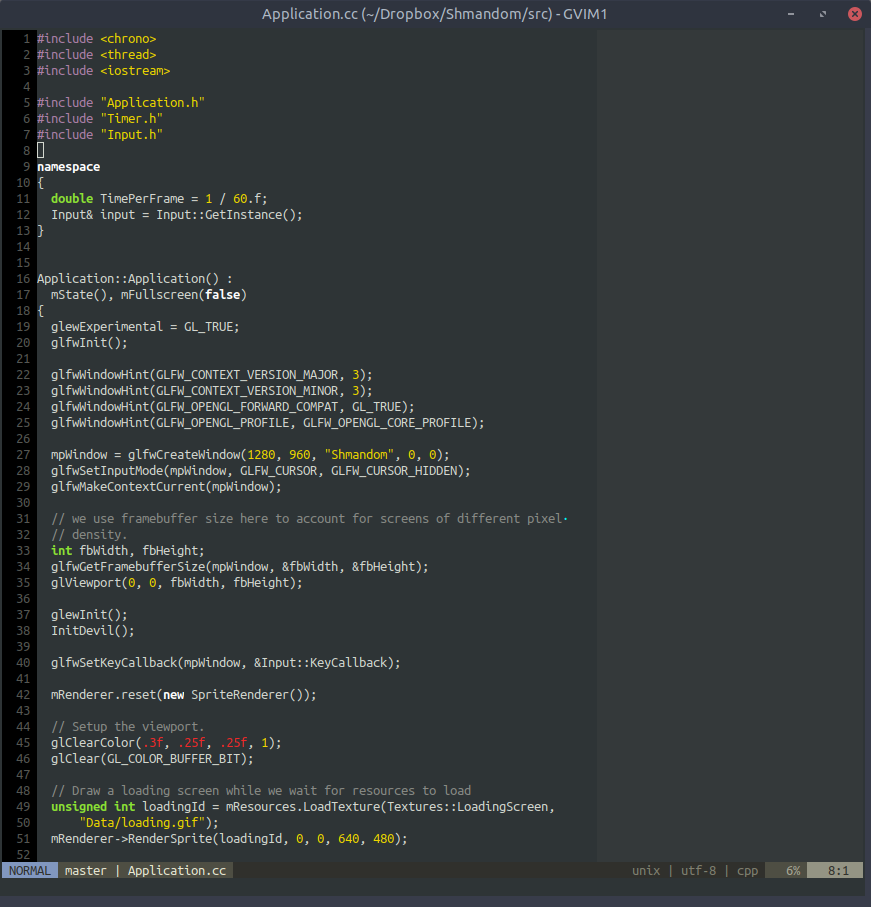 Application.cc (~/Dropbox/Shmandom/src) - GVIM1
1 #include <chrono>
2 #include <thread>
3 #include <iostream>
4
5 #include "Application.h"
6 #include "Timer.h"
7 #include "Input.h"
8
9 namespace
10 {
11   double TimePerFrame = 1 / 60.f;
12   Input& input = Input::GetInstance();
13 }
14
15
16 Application::Application() :
17   mState(), mFullscreen(false)
18 {
19   glewExperimental = GL_TRUE;
20   glfwInit();
21
22   glfwWindowHint(GLFW_CONTEXT_VERSION_MAJOR, 3);
23   glfwWindowHint(GLFW_CONTEXT_VERSION_MINOR, 3);
24   glfwWindowHint(GLFW_OPENGL_FORWARD_COMPAT, GL_TRUE);
25   glfwWindowHint(GLFW_OPENGL_PROFILE, GLFW_OPENGL_CORE_PROFILE);
26
27   mpWindow = glfwCreateWindow(1280, 960, "Shmandom", 0, 0);
28   glfwSetInputMode(mpWindow, GLFW_CURSOR, GLFW_CURSOR_HIDDEN);
29   glfwMakeContextCurrent(mpWindow);
30
31   // we use framebuffer size here to account for screens of different pixel·
32   // density.
33   int fbWidth, fbHeight;
34   glfwGetFramebufferSize(mpWindow, &fbWidth, &fbHeight);
35   glViewport(0, 0, fbWidth, fbHeight);
36
37   glewInit();
38   InitDevil();
39
40   glfwSetKeyCallback(mpWindow, &Input::KeyCallback);
41
42   mRenderer.reset(new SpriteRenderer());
43
44   // Setup the viewport.
45   glClearColor(.3f, .25f, .25f, 1);
46   glClear(GL_COLOR_BUFFER_BIT);
47
48   // Draw a loading screen while we wait for resources to load
49   unsigned int loadingId = mResources.LoadTexture(Textures::LoadingScreen,
50       "Data/loading.gif");
51   mRenderer->RenderSprite(loadingId, 0, 0, 640, 480);
52
NORMAL master | Application.cc unix | utf-8 | cpp 6% 8:1